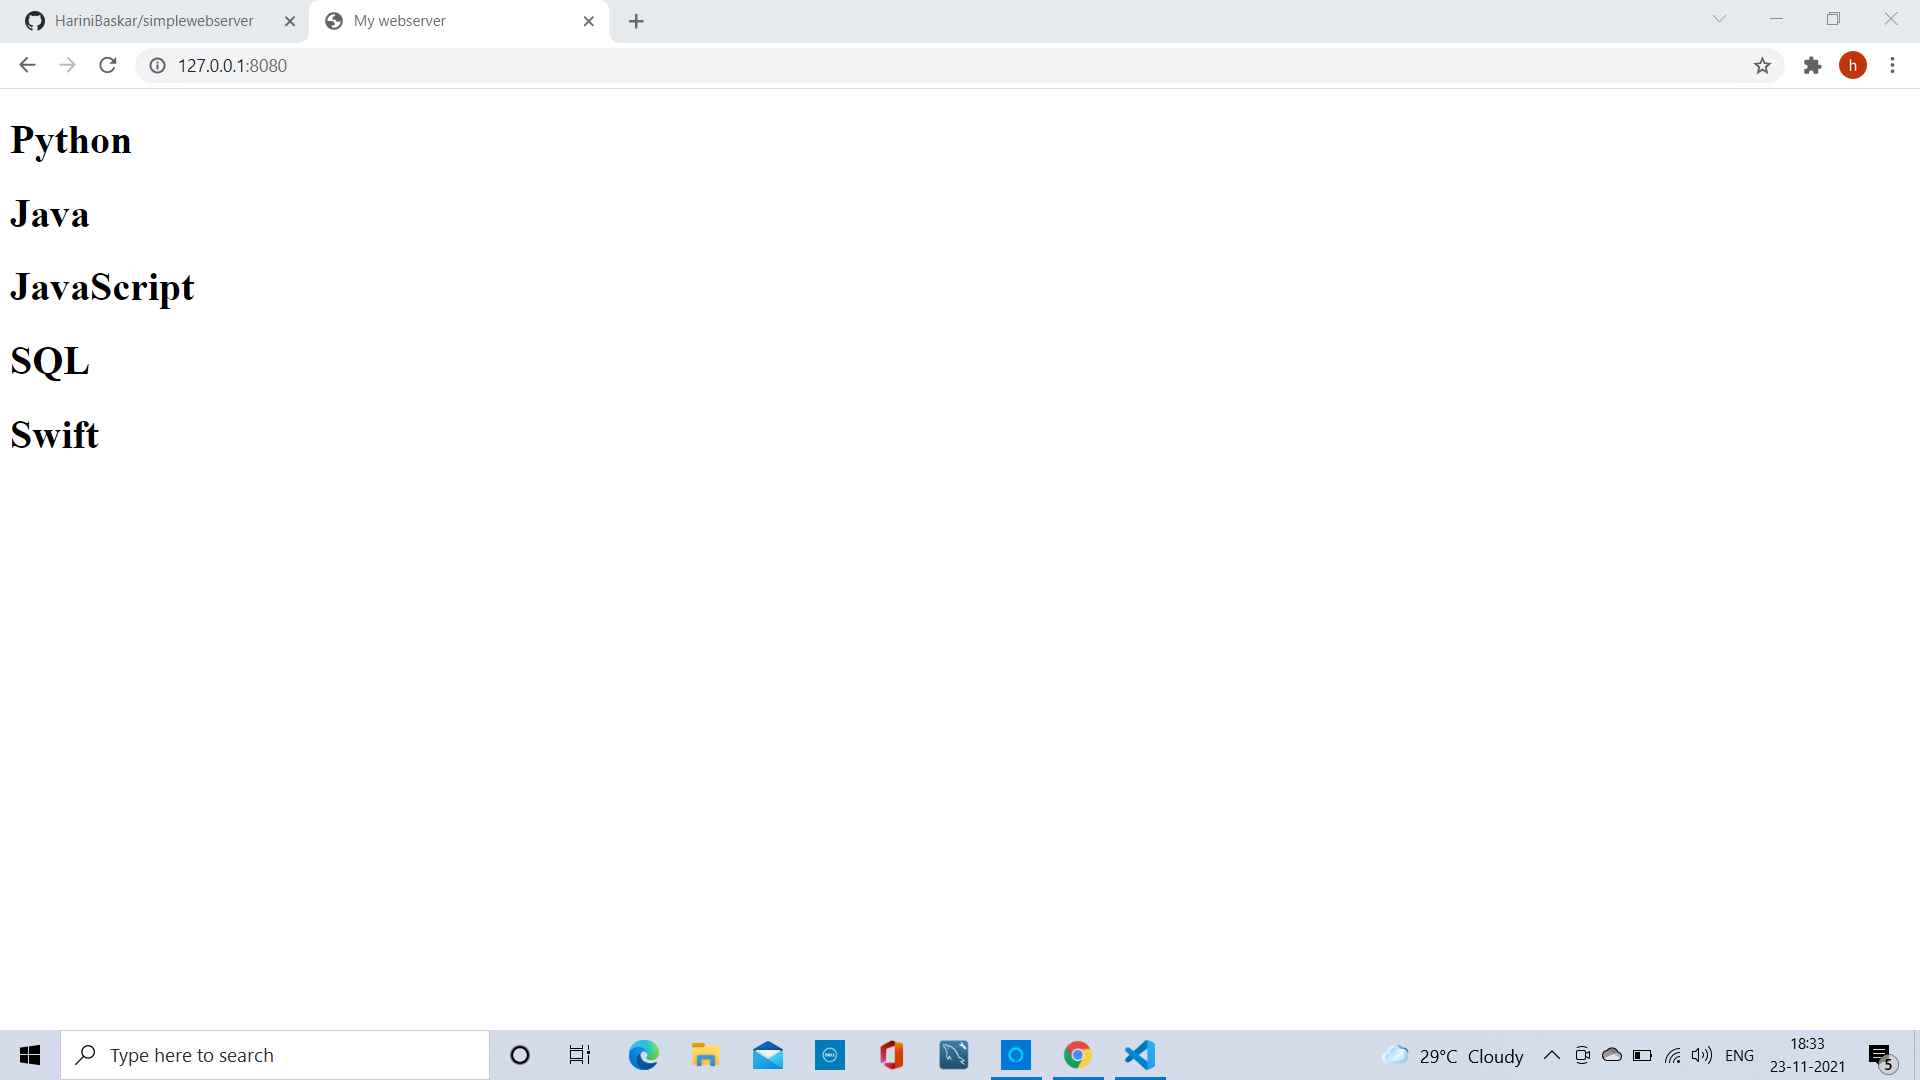 HariniBaskar/simplewebserver
My webserver
127.0.0.1:8080
h
Python
Java
JavaScript
SQL
Swift
Type here to search
DELL
29°C Cloudy
ENG
18:33
23-11-2021
5